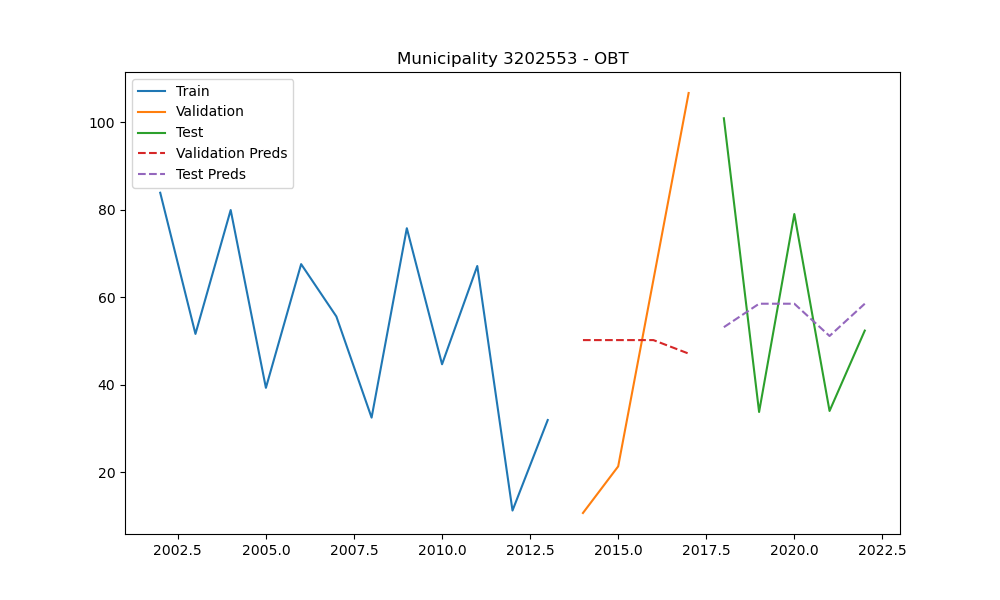 Municipality 3202553 - OBT
Train
Validation
Test
Validation Preds
Test Preds
100
80
60
40
20
2002.5 2005.0 2007.5 2010.0 2012.5 2015.0 2017.5 2020.0 2022.5